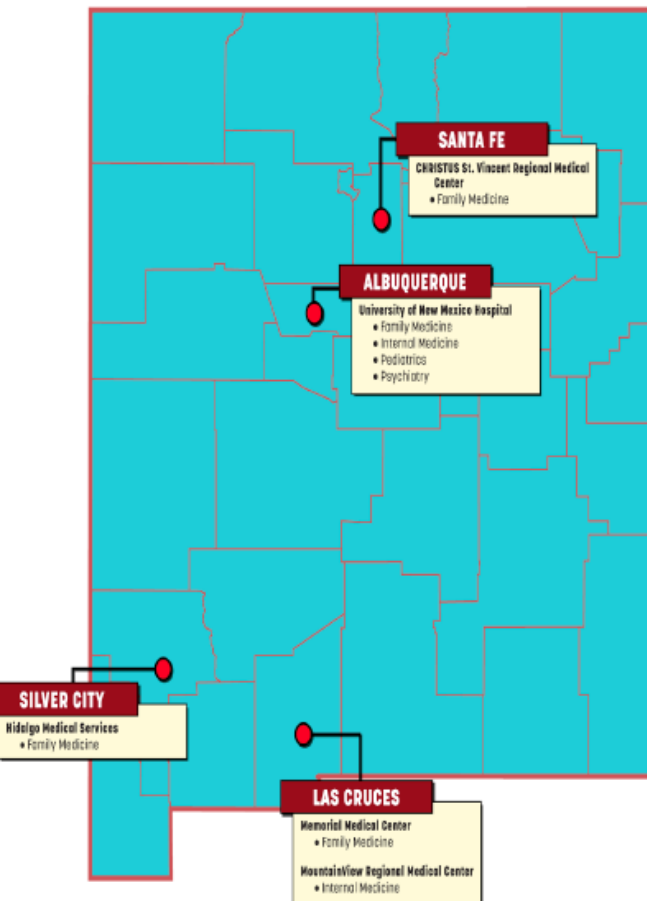 SANTA FE
CHRISTUS St. Vincent Regional Medical
Center
• Family Medicine
ALBUQUERQUE
University of New Mexico Hospital
• Family Medicine
• Internal Medicine
• Pediatrics
• Psychiatry
SILVER CITY
Hidalgo Medical Services
• Family Medicine
LAS CRUCES
Memorial Medical Center
• Family Medicine
MountainView Regional Medical Center
• Internal Medicine